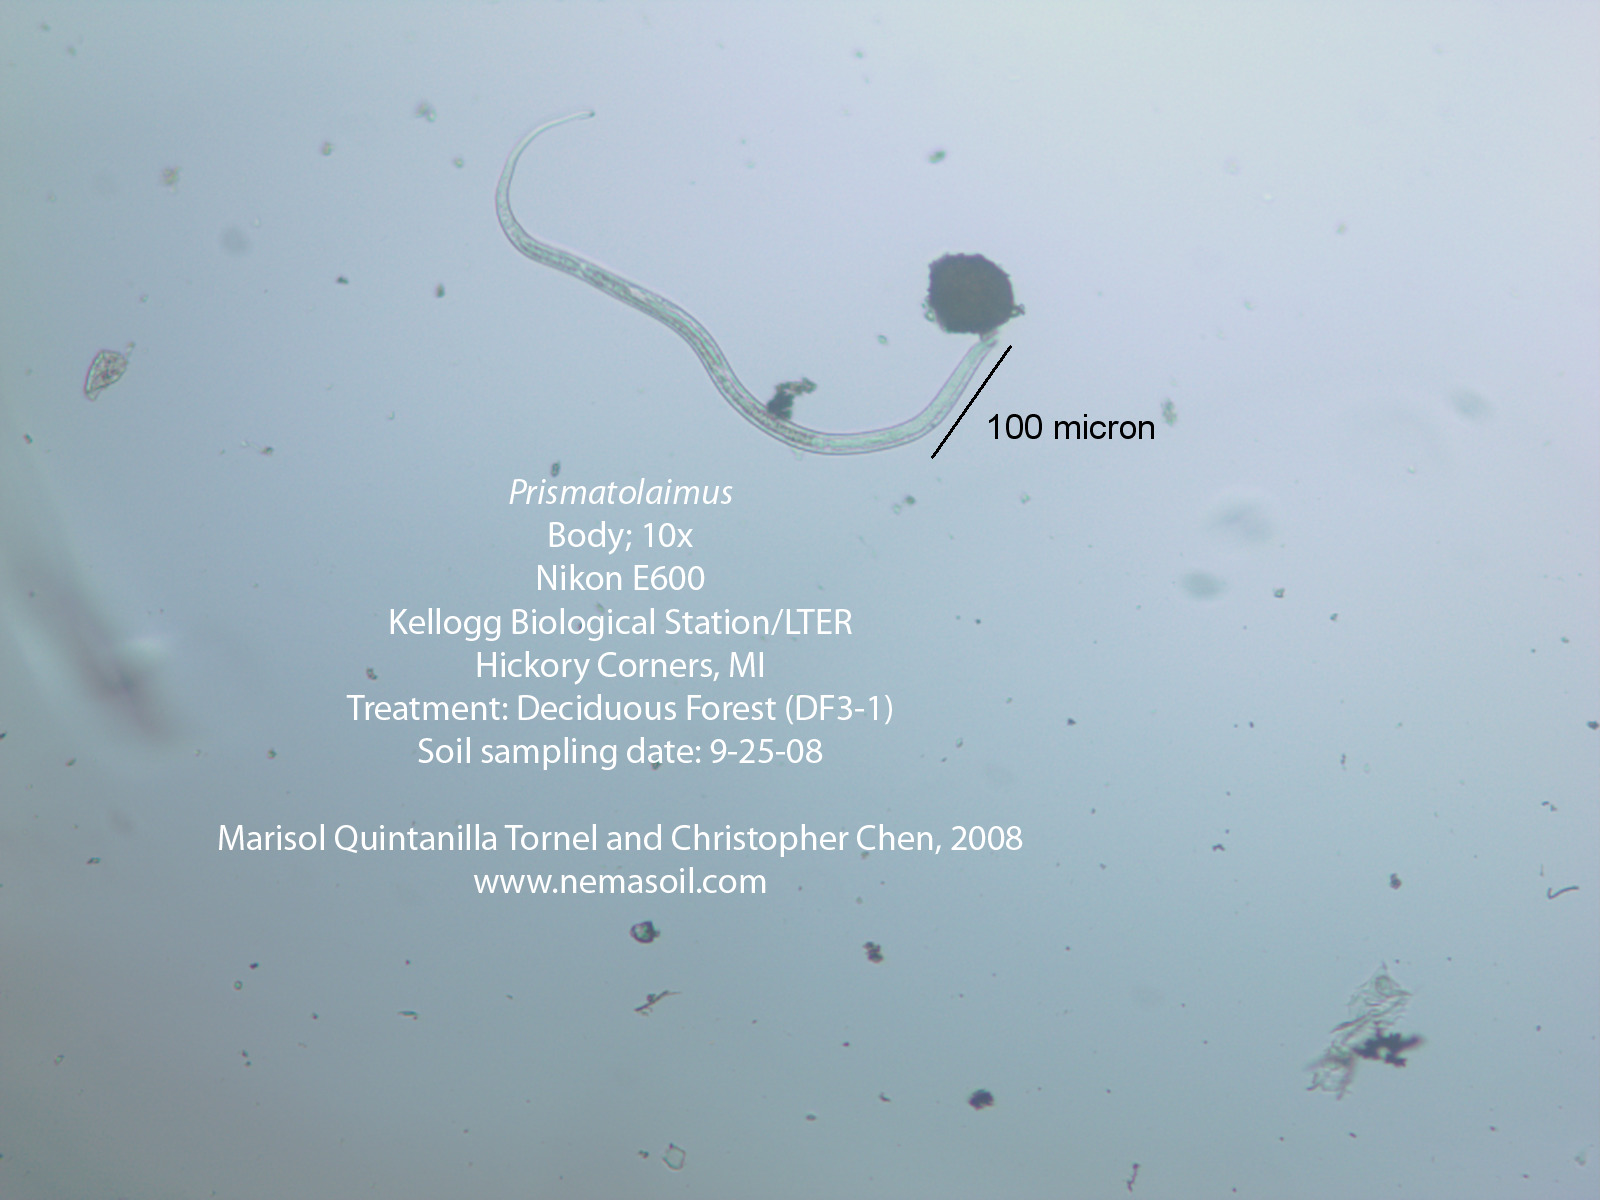 100 micron
Prismatolaimus
Body; 10x
Nikon E600
Kellogg Biological Station/LTER
Hickory Corners, MI
Treatment: Deciduous Forest (DF3-1)
Soil sampling date: 9-25-08
Marisol Quintanilla Tornel and Christopher Chen, 2008
www.nemasoil.com